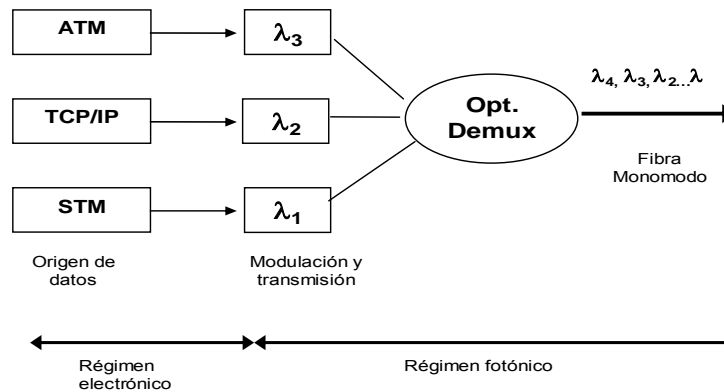 ATM
λ3
TCP/IP
λ2
STM
λ1
Opt.
Demux
λ4, λ3, λ2...λ
Fibra
Monomodo
Origen de
datos
Modulación y
transmisión
Régimen
electrónico
Régimen fotónico